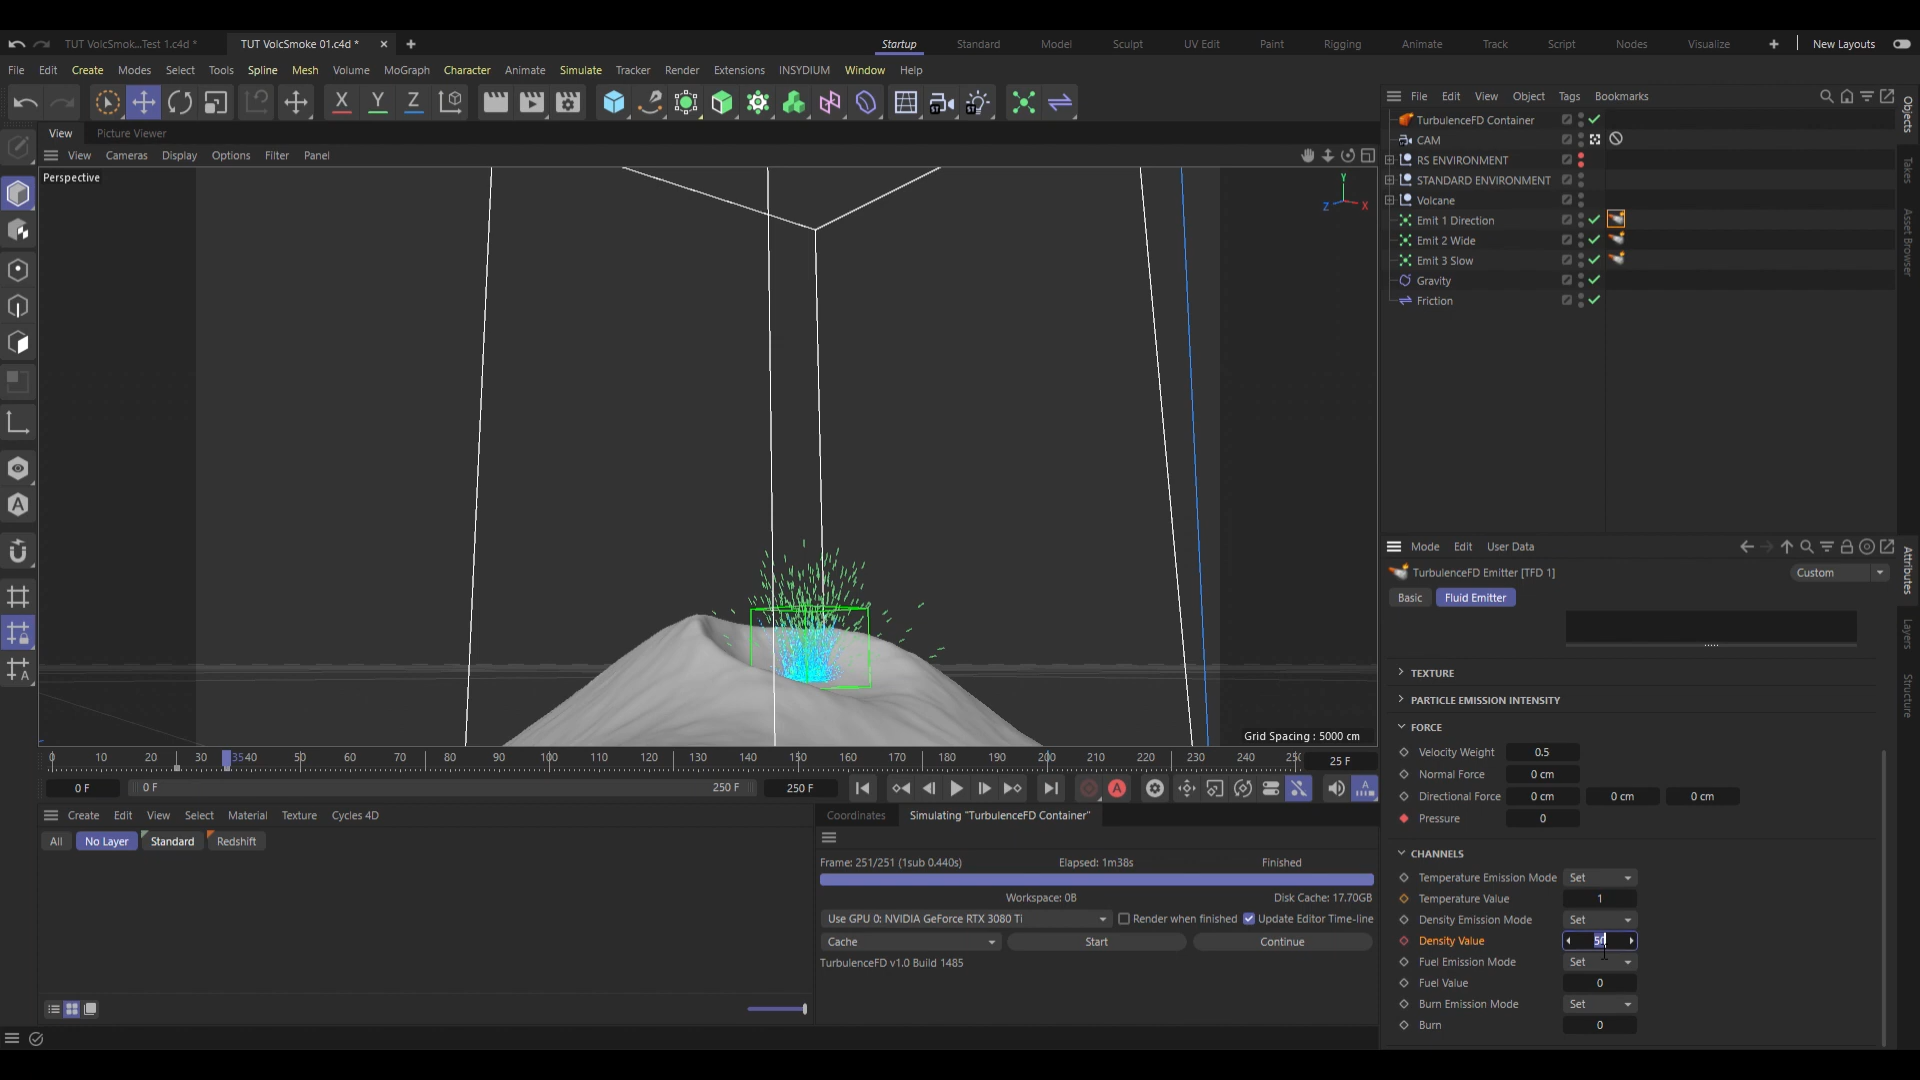 TUT VolcSmok...Test 1.c4d *
TUT VolcSmoke 01.c4d *
Startup Standard Model Sculpt UV Edit Paint Rigging Animate Track Script Nodes Visualize New Layouts
File Edit Create Modes Select Tools Spline Mesh Volume MoGraph Character Animate Simulate Tracker Render Extensions INSYDIUM Window Help
X Y Z
View Picture Viewer
View Cameras Display Options Filter Panel
Perspective
Y
Z X
Grid Spacing : 5000 cm
0 10 20 30 3540 50 60 70 80 90 100 110 120 130 140 150 160 170 180 190 200 210 220 230 240 25 25 F
0 F 0 F 250 F 250 F
Create Edit View Select Material Texture Cycles 4D
All No Layer Standard Redshift
Coordinates Simulating "TurbulenceFD Container"
Frame: 251/251 (1sub 0.440s) Elapsed: 1m38s Finished
Workspace: 0B Disk Cache: 17.70GB
Use GPU 0: NVIDIA GeForce RTX 3080 Ti Render when finished Update Editor Time-line
Cache Start Continue
TurbulenceFD v1.0 Build 1485
File Edit View Object Tags Bookmarks
TurbulenceFD Container
CAM
RS ENVIRONMENT
STANDARD ENVIRONMENT
Volcane
Emit 1 Direction
Emit 2 Wide
Emit 3 Slow
Gravity
Friction
Objects
Takes
Asset Browser
Mode Edit User Data
TurbulenceFD Emitter [TFD 1] Custom
Basic Fluid Emitter
TEXTURE
PARTICLE EMISSION INTENSITY
FORCE
Velocity Weight 0.5
Normal Force 0 cm
Directional Force 0 cm 0 cm 0 cm
Pressure 0
CHANNELS
Temperature Emission Mode Set
Temperature Value 1
Density Emission Mode Set
Density Value
Fuel Emission Mode Set
Fuel Value 0
Burn Emission Mode Set
Burn 0
Attributes
Layers
Structure